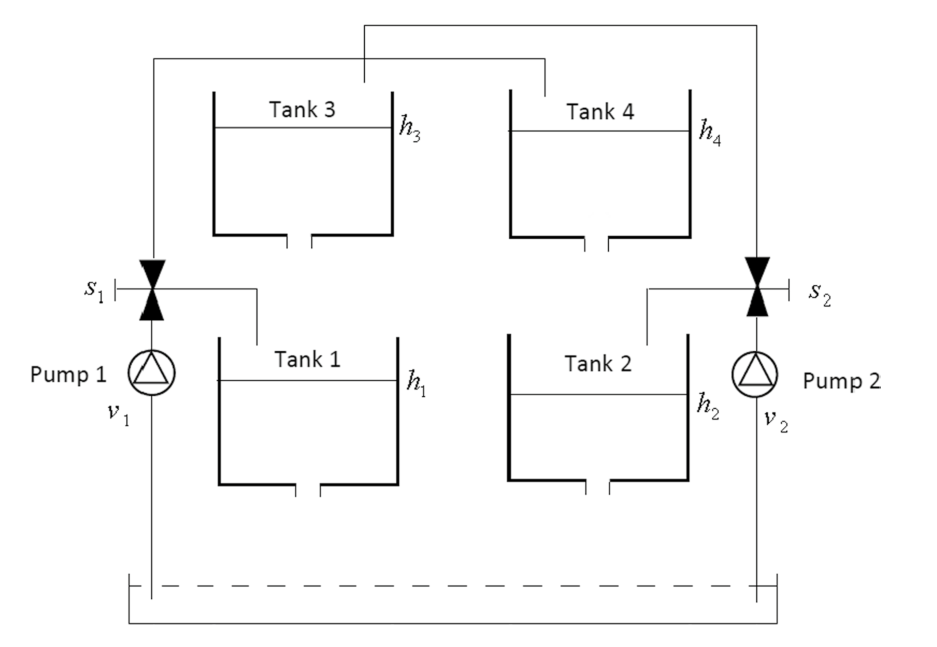 Tank 3
h₃
Tank 4
h₄
s₁
s₂
Pump 1
v₁
Tank 1
h₁
Tank 2
h₂
Pump 2
v₂